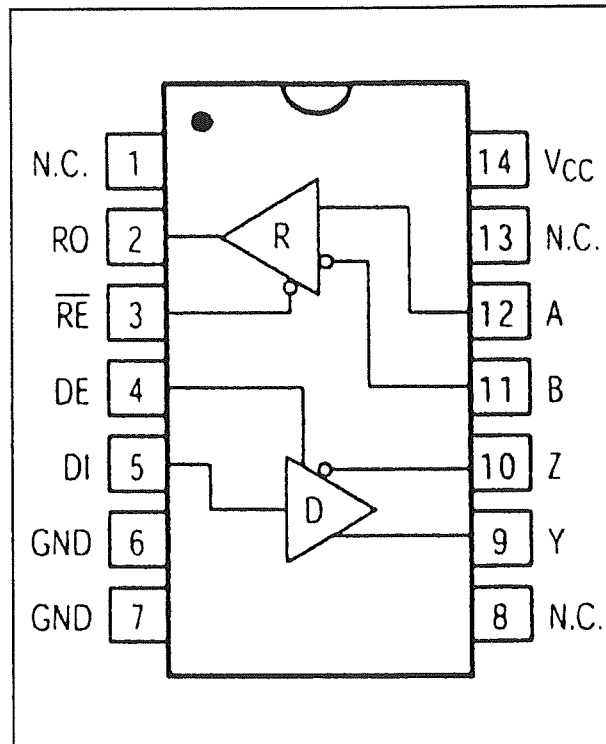 N.C. 1
RO 2
RE 3
DE 4
DI 5
GND 6
GND 7
R
D
14 VCC
13 N.C.
12 A
11 B
10 Z
9 Y
8 N.C.